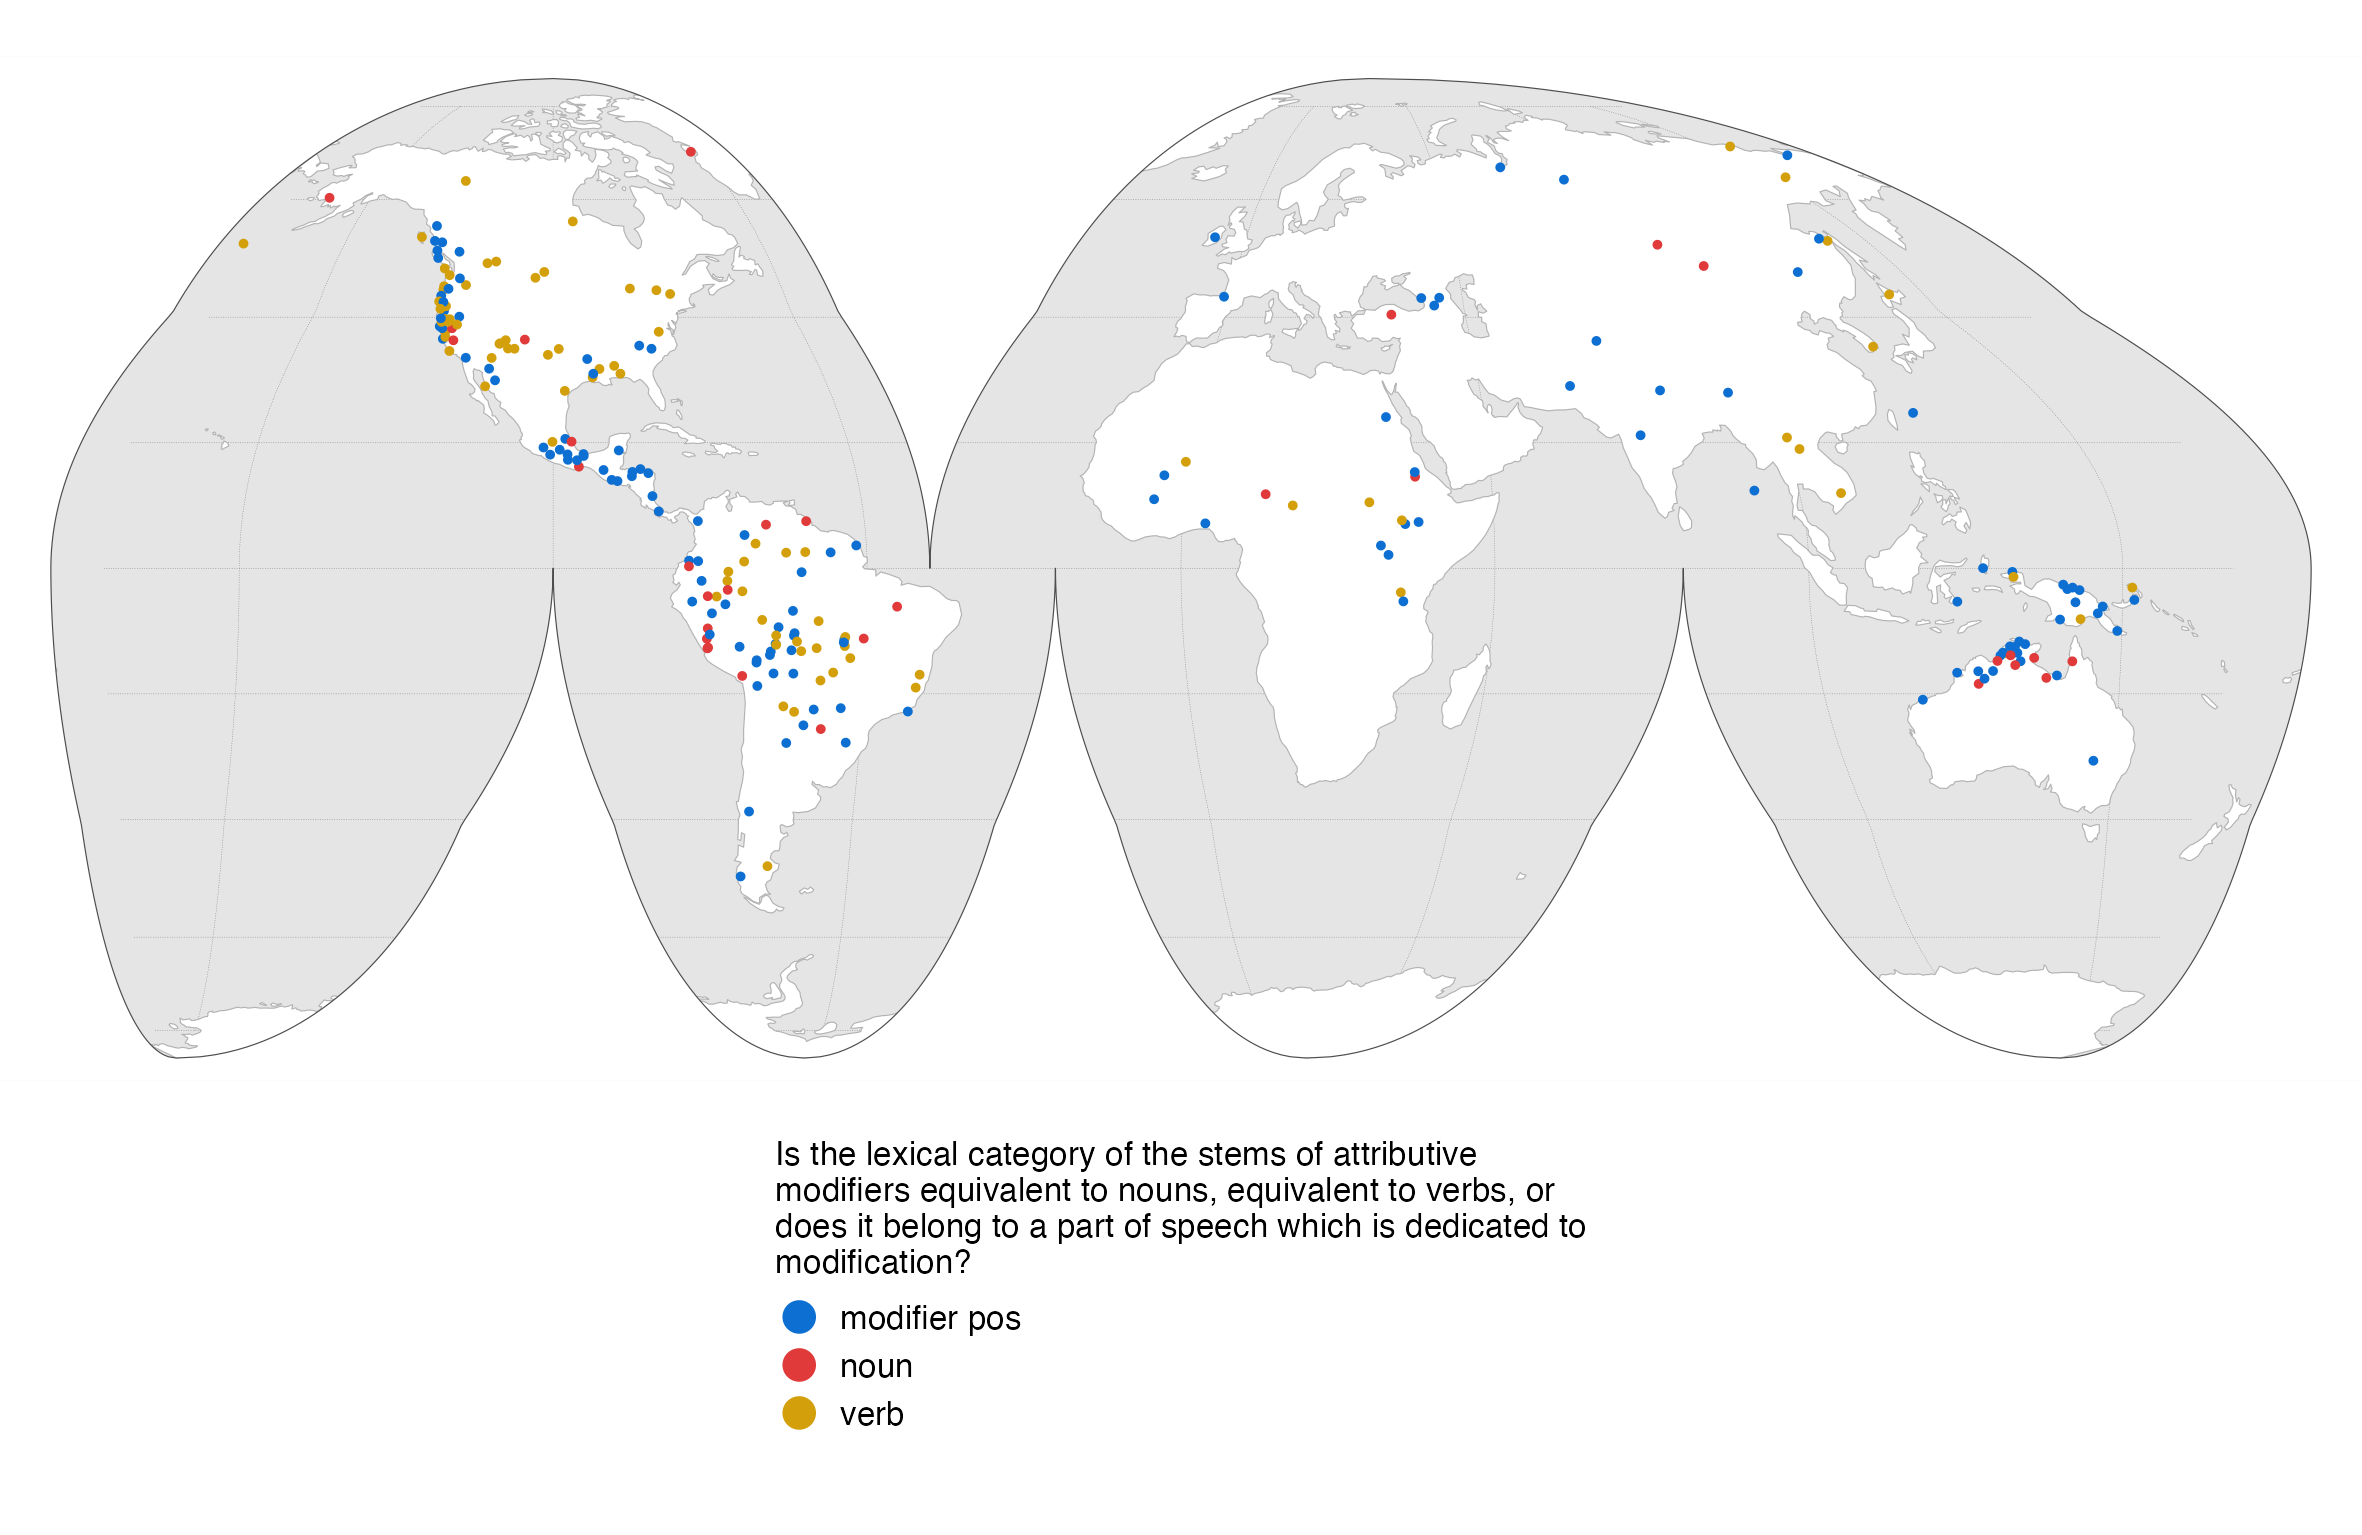 Is the lexical category of the stems of attributive
modifiers equivalent to nouns, equivalent to verbs, or
does it belong to a part of speech which is dedicated to
modification?
modifier pos
noun
verb